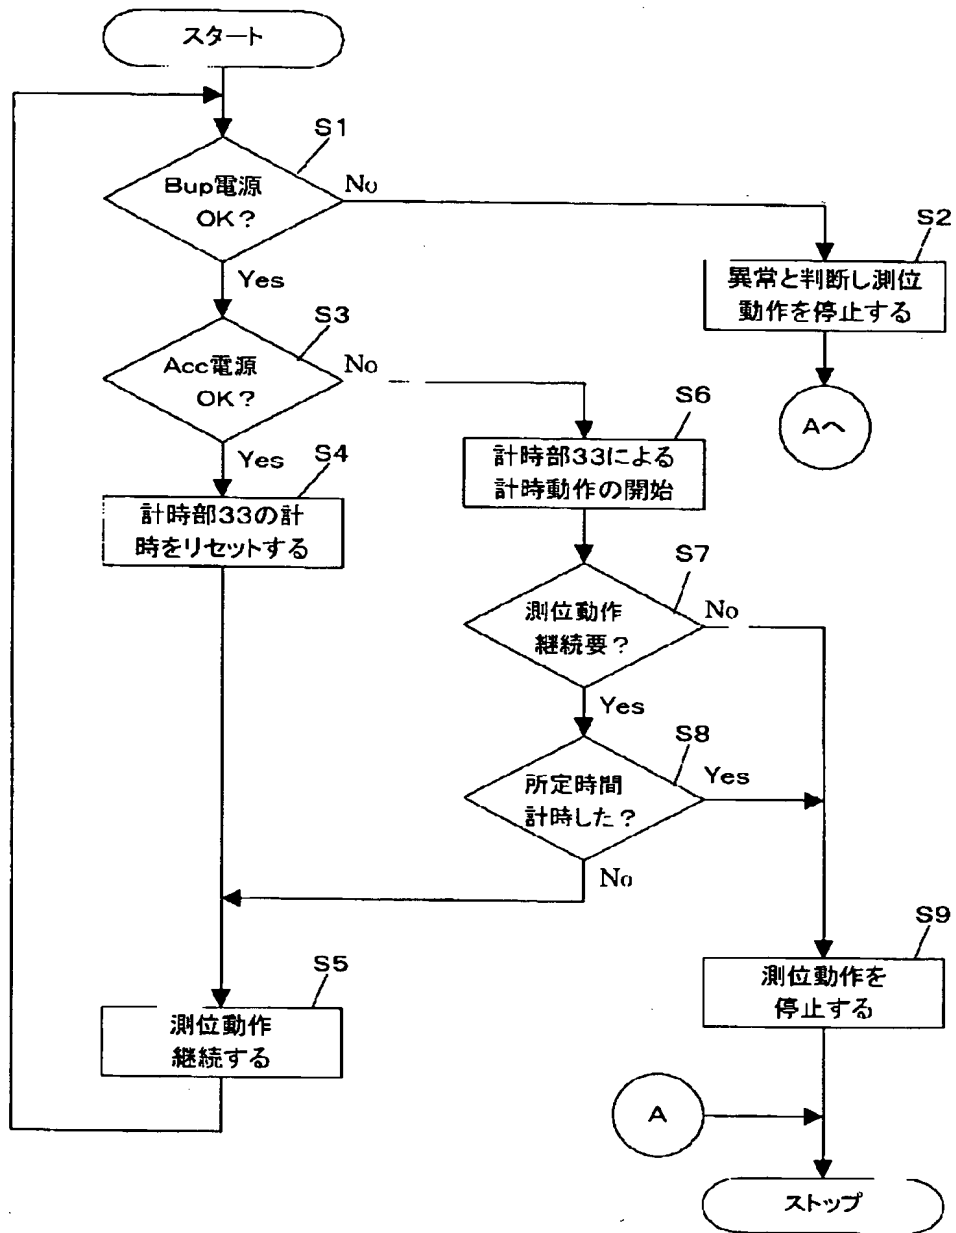 スタート
S1
Bup電源
OK?
No
Yes
S2
異常と判断し測位
動作を停止する
Aへ
S3
Acc電源
OK?
No
Yes
S4
計時部33の計
時をリセットする
S6
計時部33による
計時動作の開始
S7
測位動作
継続要?
No
Yes
S8
所定時間
計時した?
Yes
No
S5
測位動作
継続する
S9
測位動作を
停止する
A
ストップ